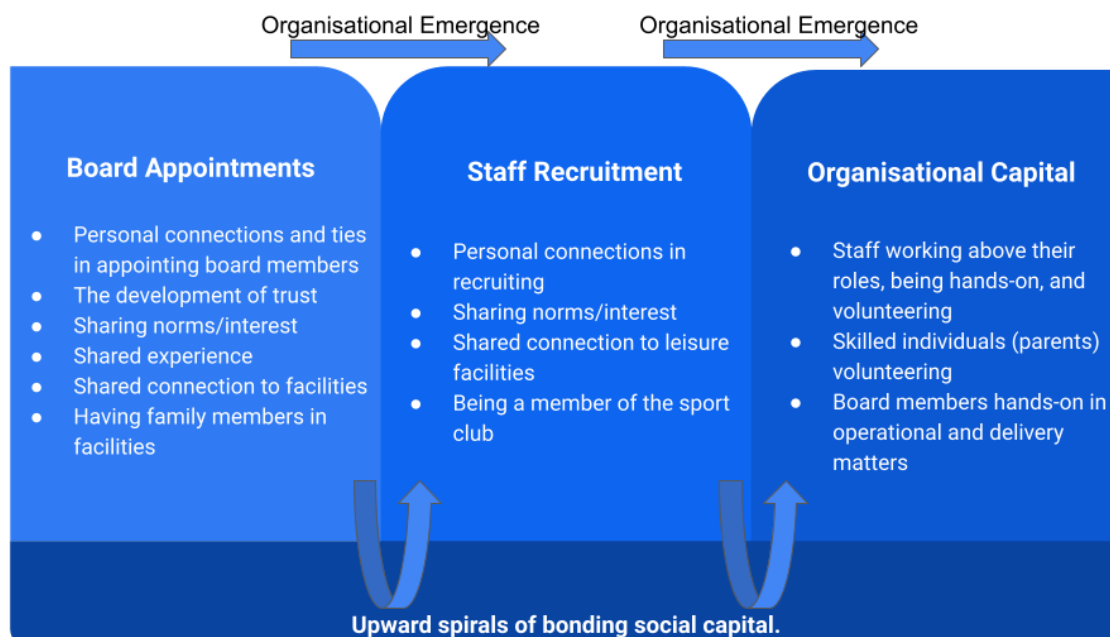 Organisational Emergence
Organisational Emergence
Board Appointments
● Personal connections and ties
in appointing board members
● The development of trust
● Sharing norms/interest
● Shared experience
● Shared connection to facilities
● Having family members in
facilities
Staff Recruitment
● Personal connections in
recruiting
● Sharing norms/interest
● Shared connection to leisure
facilities
● Being a member of the sport
club
Organisational Capital
● Staff working above their
roles, being hands-on, and
volunteering
● Skilled individuals (parents)
volunteering
● Board members hands-on in
operational and delivery
matters
Upward spirals of bonding social capital.